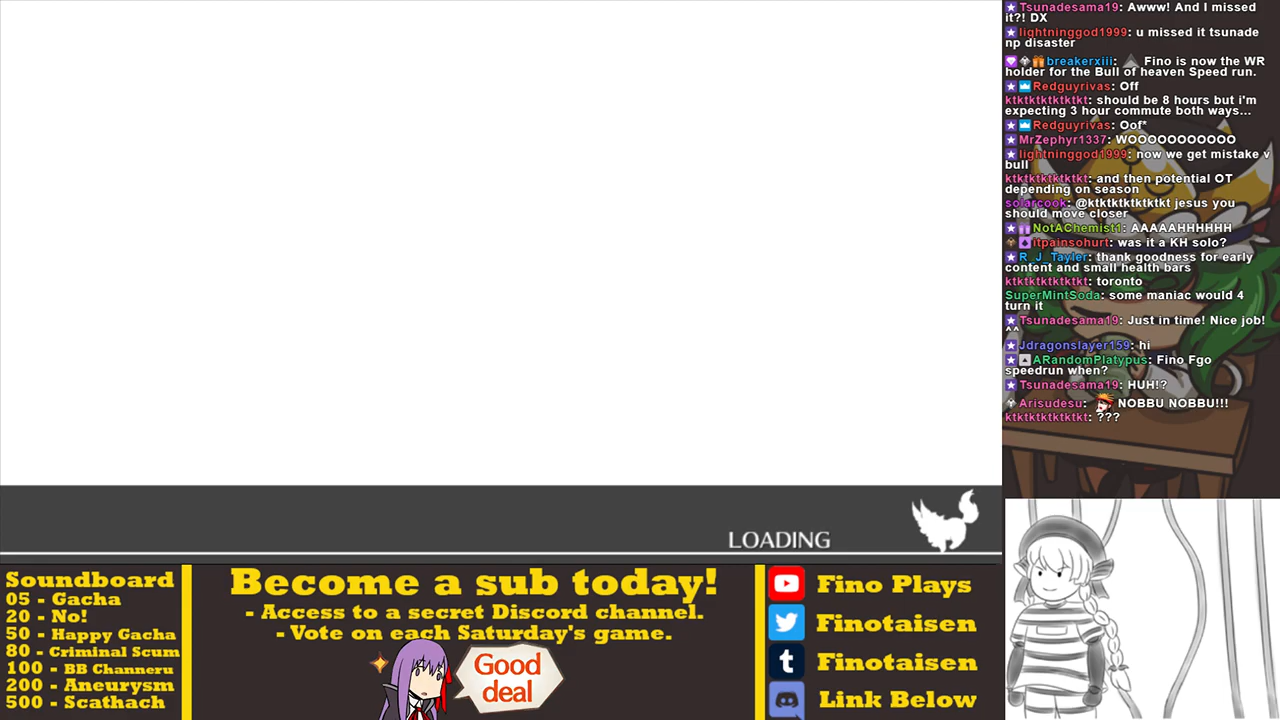 Tsunadesama19: Awww! And I missed
it?! DX
lightninggod1999: u missed it tsunade
np disaster
breakerxiii: Fino is now the WR
holder for the Bull of heaven Speed run.
Redguyrivas: Off
ktktktktktktkt: should be 8 hours but i'm
expecting 3 hour commute both ways...
Redguyrivas: Oof*
MrZephyr1337: WOOOOOOOOOOO
lightninggod1999: now we get mistake v
bull
ktktktktktktkt: and then potential OT
depending on season
solarcook: @ktktktktktktkt jesus you
should move closer
NotAChemist1: AAAAAHHHHHH
itpainsohurt: was it a KH solo?
R_J_Tayler: thank goodness for early
content and small health bars
ktktktktktktkt: toronto
SuperMintSoda: some maniac would 4
turn it
Tsunadesama19: Just in time! Nice job!
^^
Jdragonslayer159: hi
ARandomPlatypus: Fino Fgo
speedrun when?
Tsunadesama19: HUH!?
Arisudesu: NOBBU NOBBU!!!
ktktktktktktkt: ???
LOADING
Soundboard
05 - Gacha
20 - No!
50 - Happy Gacha
80 - Criminal Scum
100 - BB Channeru
200 - Aneurysm
500 - Scathach
Become a sub today!
- Access to a secret Discord channel.
- Vote on each Saturday's game.
Good
deal
Fino Plays
Finotaisen
Finotaisen
Link Below